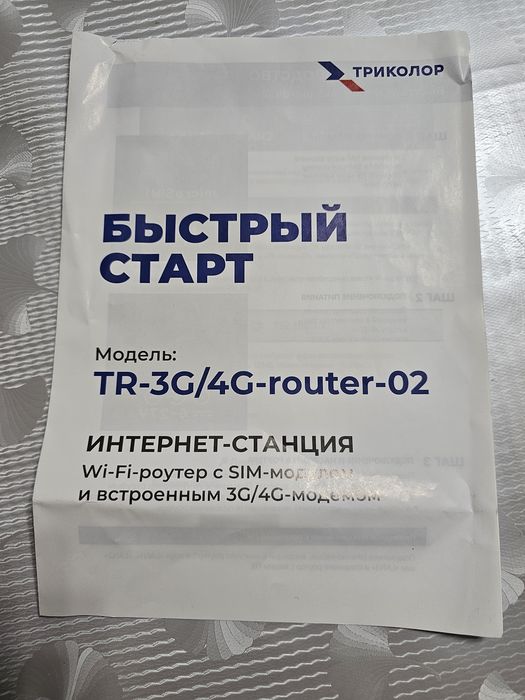 ТРИКОЛОР
БЫСТРЫЙ
СТАРТ
Модель:
TR-3G/4G-router-02
ИНТЕРНЕТ-СТАНЦИЯ
Wi-Fi-роутер с SIM-модулем
и встроенным 3G/4G-модемом